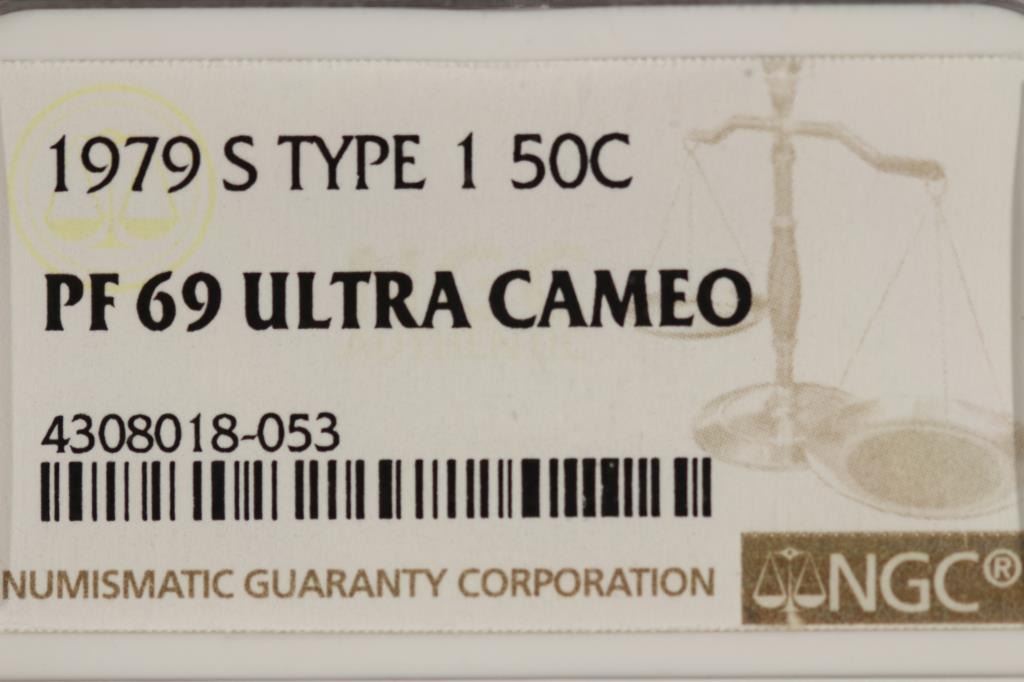 1979 S TYPE 1 50C
PF 69 ULTRA CAMEO
4308018-053
NUMISMATIC GUARANTY CORPORATION
NGC®